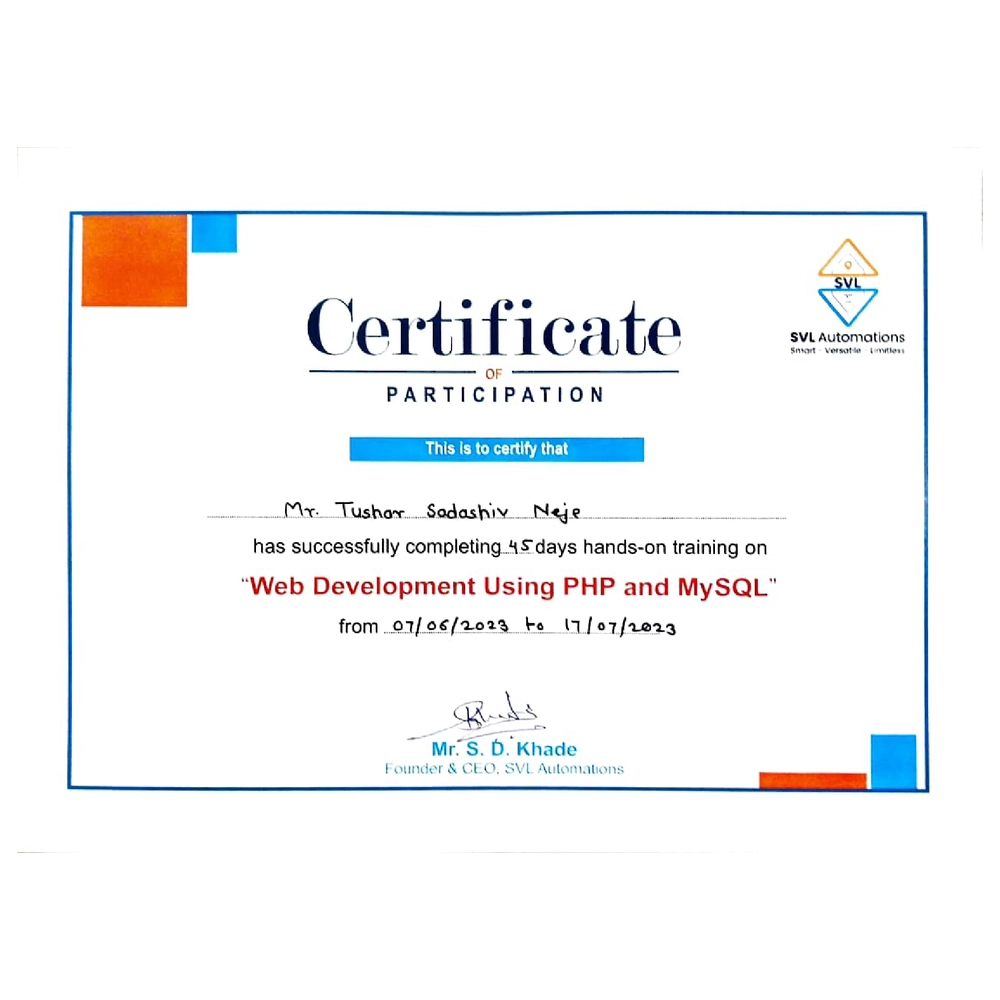 SVL
SVL Automations
Smart - Versatile - Limitless
Certificate
OF
PARTICIPATION
This is to certify that
Mr. Tushar Sadashiv Neje
has successfully completing 45 days hands-on training on
“Web Development Using PHP and MySQL”
from 07/06/2023 to 17/07/2023
Mr. S. D. Khade
Founder & CEO, SVL Automations